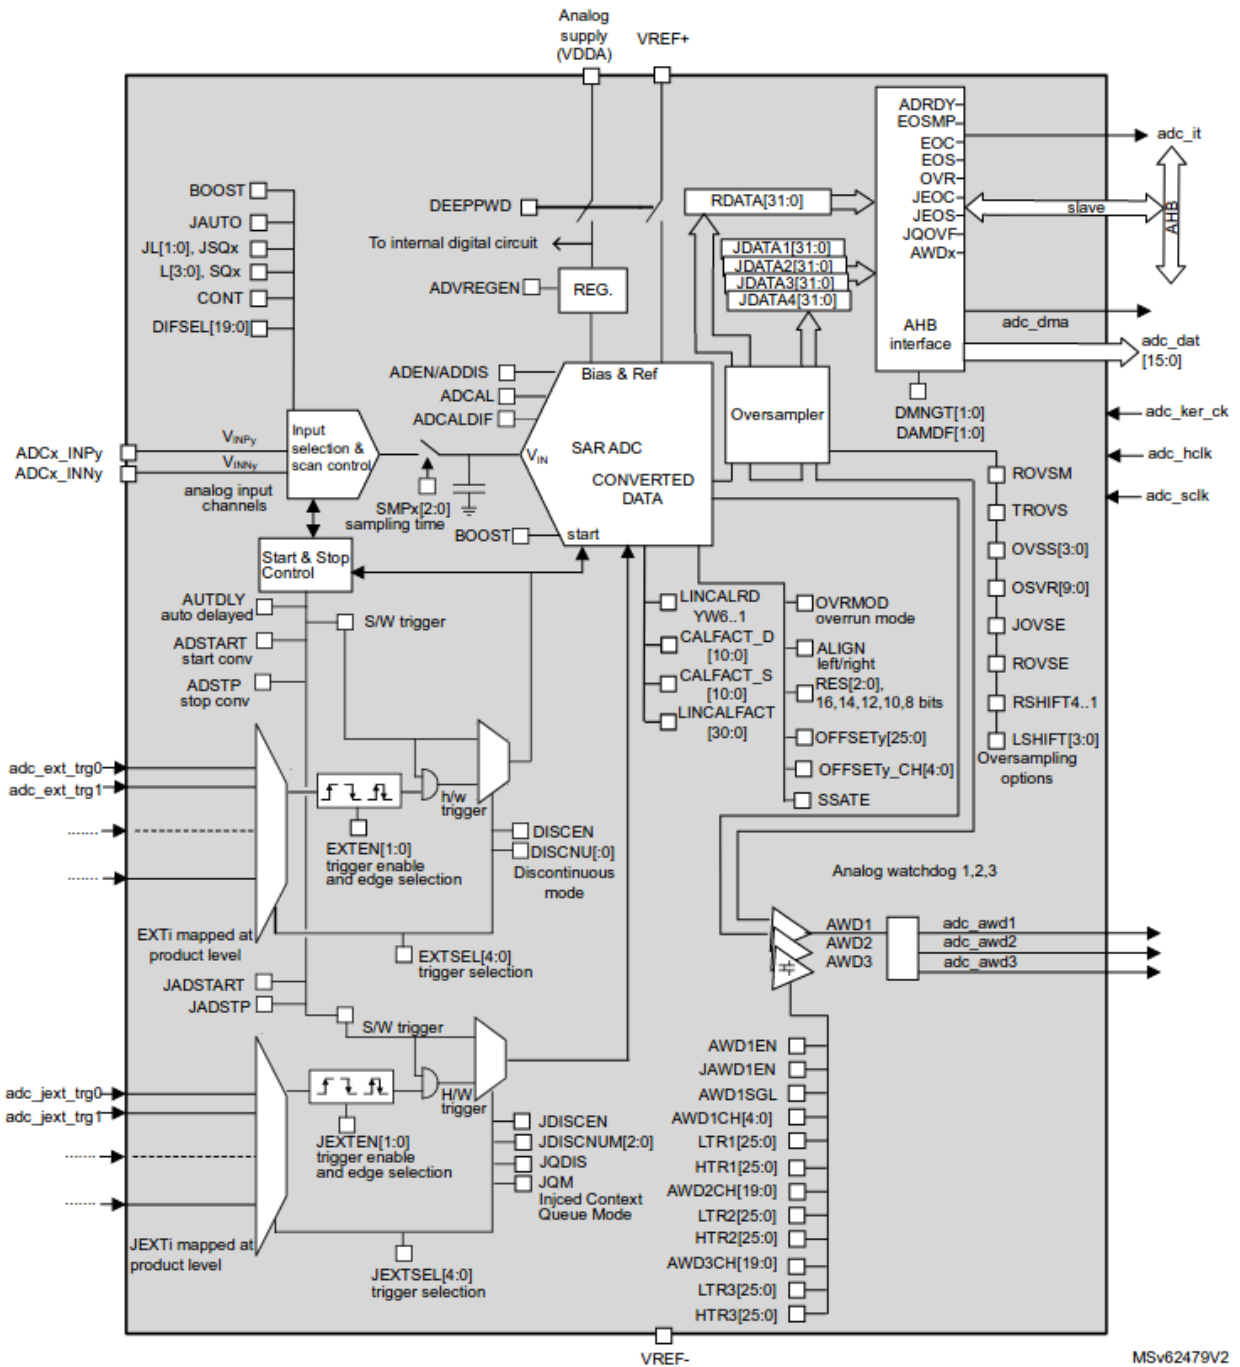 Analog
supply
(VDDA)
VREF+
ADRDY
EOSMP
EOC
EOS
OVR
JEOC
JEOS
JQOVF
AWDx
AHB
interface
adc_it
slave
AHB
adc_dma
adc_dat
[15:0]
BOOST
JAUTO
JL[1:0], JSQx
L[3:0], SQx
CONT
DIFSEL[19:0]
DEEPPWD
To internal digital circuit
ADVREGEN
REG.
RDATA[31:0]
JDATA1[31:0]
JDATA2[31:0]
JDATA3[31:0]
JDATA4[31:0]
ADEN/ADDIS
ADCAL
ADCALDIF
Bias & Ref
SAR ADC
CONVERTED
DATA
VIN
start
Oversampler
DMNGT[1:0]
DAMDF[1:0]
adc_ker_ck
adc_hclk
adc_sclk
ADCx_INPy
ADCx_INNy
VINPy
VINNy
analog input
channels
Input
selection &
scan control
SMPx[2:0]
sampling time
BOOST
Start & Stop
Control
AUTDLY
auto delayed
S/W trigger
ADSTART
start conv
ADSTP
stop conv
LINCALRD
YW6..1
CALFACT_D
[10:0]
CALFACT_S
[10:0]
LINCALFACT
[30:0]
OVRMOD
overrun mode
ALIGN
left/right
RES[2:0],
16,14,12,10,8 bits
OFFSETy[25:0]
OFFSETy_CH[4:0]
SSATE
ROVSM
TROVS
OVSS[3:0]
OSVR[9:0]
JOVSE
ROVSE
RSHIFT4..1
LSHIFT[3:0]
Oversampling
options
adc_ext_trg0
adc_ext_trg1
.......
.......
h/w
trigger
EXTEN[1:0]
trigger enable
and edge selection
DISCEN
DISCNU[:0]
Discontinuous
mode
EXTi mapped at
product level
EXTSEL[4:0]
trigger selection
Analog watchdog 1,2,3
AWD1
AWD2
AWD3
adc_awd1
adc_awd2
adc_awd3
JADSTART
JADSTP
S/W trigger
adc_jext_trg0
adc_jext_trg1
.......
.......
H/W
trigger
JEXTEN[1:0]
trigger enable
and edge selection
JDISCEN
JDISCNUM[2:0]
JQDIS
JQM
Injced Context
Queue Mode
JEXTi mapped at
product level
JEXTSEL[4:0]
trigger selection
AWD1EN
JAWD1EN
AWD1SGL
AWD1CH[4:0]
LTR1[25:0]
HTR1[25:0]
AWD2CH[19:0]
LTR2[25:0]
HTR2[25:0]
AWD3CH[19:0]
LTR3[25:0]
HTR3[25:0]
VREF-
MSv62479V2